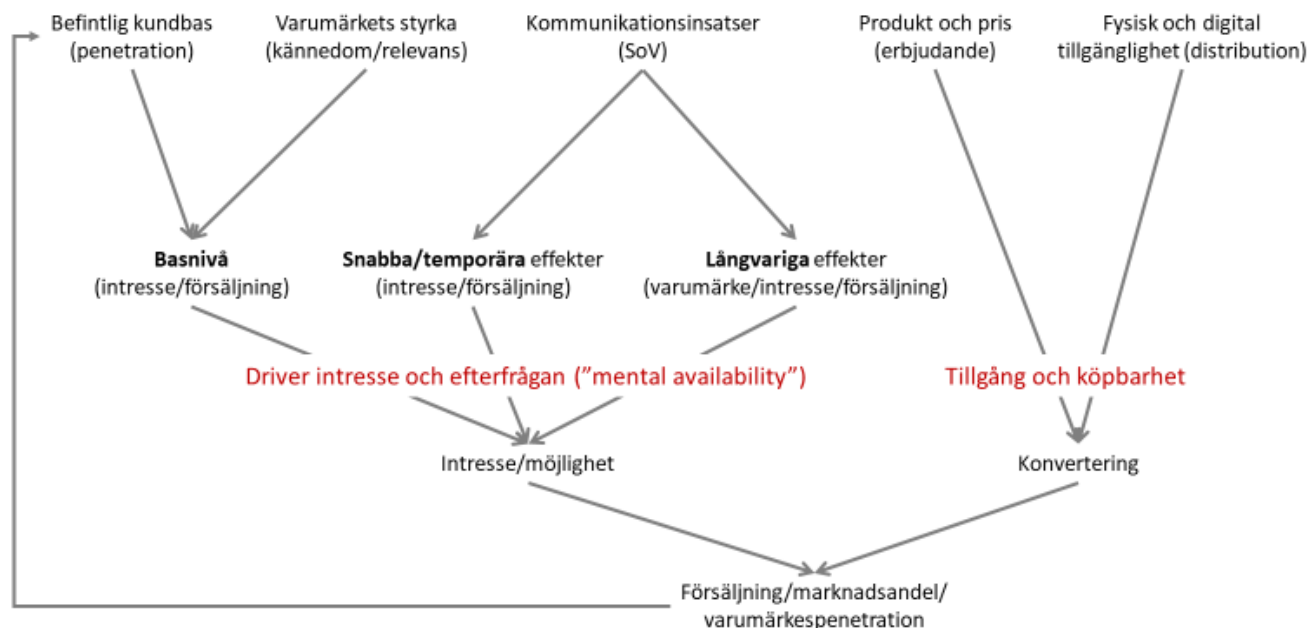 Befintlig kundbas
(penetration)
Varumärkets styrka
(kännedom/relevans)
Kommunikationsinsatser
(SoV)
Produkt och pris
(erbjudande)
Fysisk och digital
tillgänglighet (distribution)
Basnivå
(intresse/försäljning)
Snabba/temporära effekter
(intresse/försäljning)
Långvariga effekter
(varumärke/intresse/försäljning)
Driver intresse och efterfrågan (”mental availability”)
Tillgång och köpbarhet
Intresse/möjlighet
Konvertering
Försäljning/marknadsandel/
varumärkespenetration